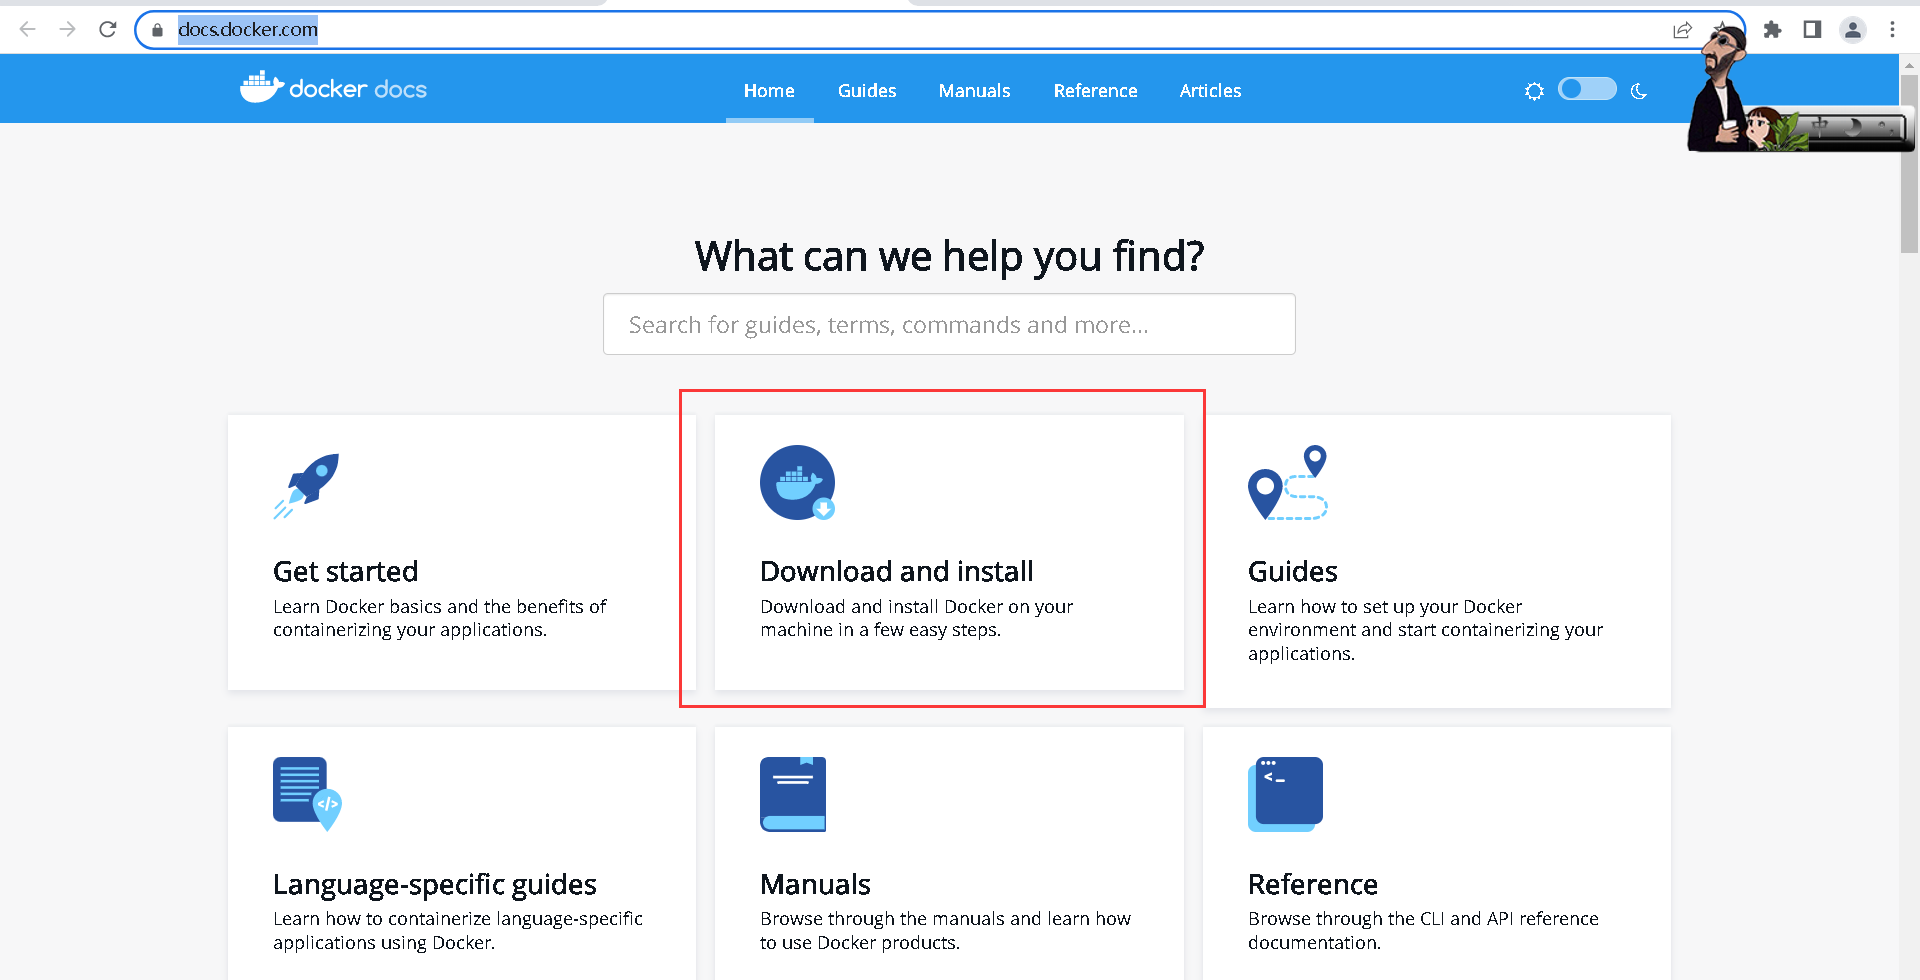 docs.docker.com
docker docs
Home
Guides
Manuals
Reference
Articles
中
What can we help you find?
Search for guides, terms, commands and more...
Get started
Learn Docker basics and the benefits of
containerizing your applications.
Download and install
Download and install Docker on your
machine in a few easy steps.
Guides
Learn how to set up your Docker
environment and start containerizing your
applications.
</>
Language-specific guides
Learn how to containerize language-specific
applications using Docker.
Manuals
Browse through the manuals and learn how
to use Docker products.
<_
Reference
Browse through the CLI and API reference
documentation.